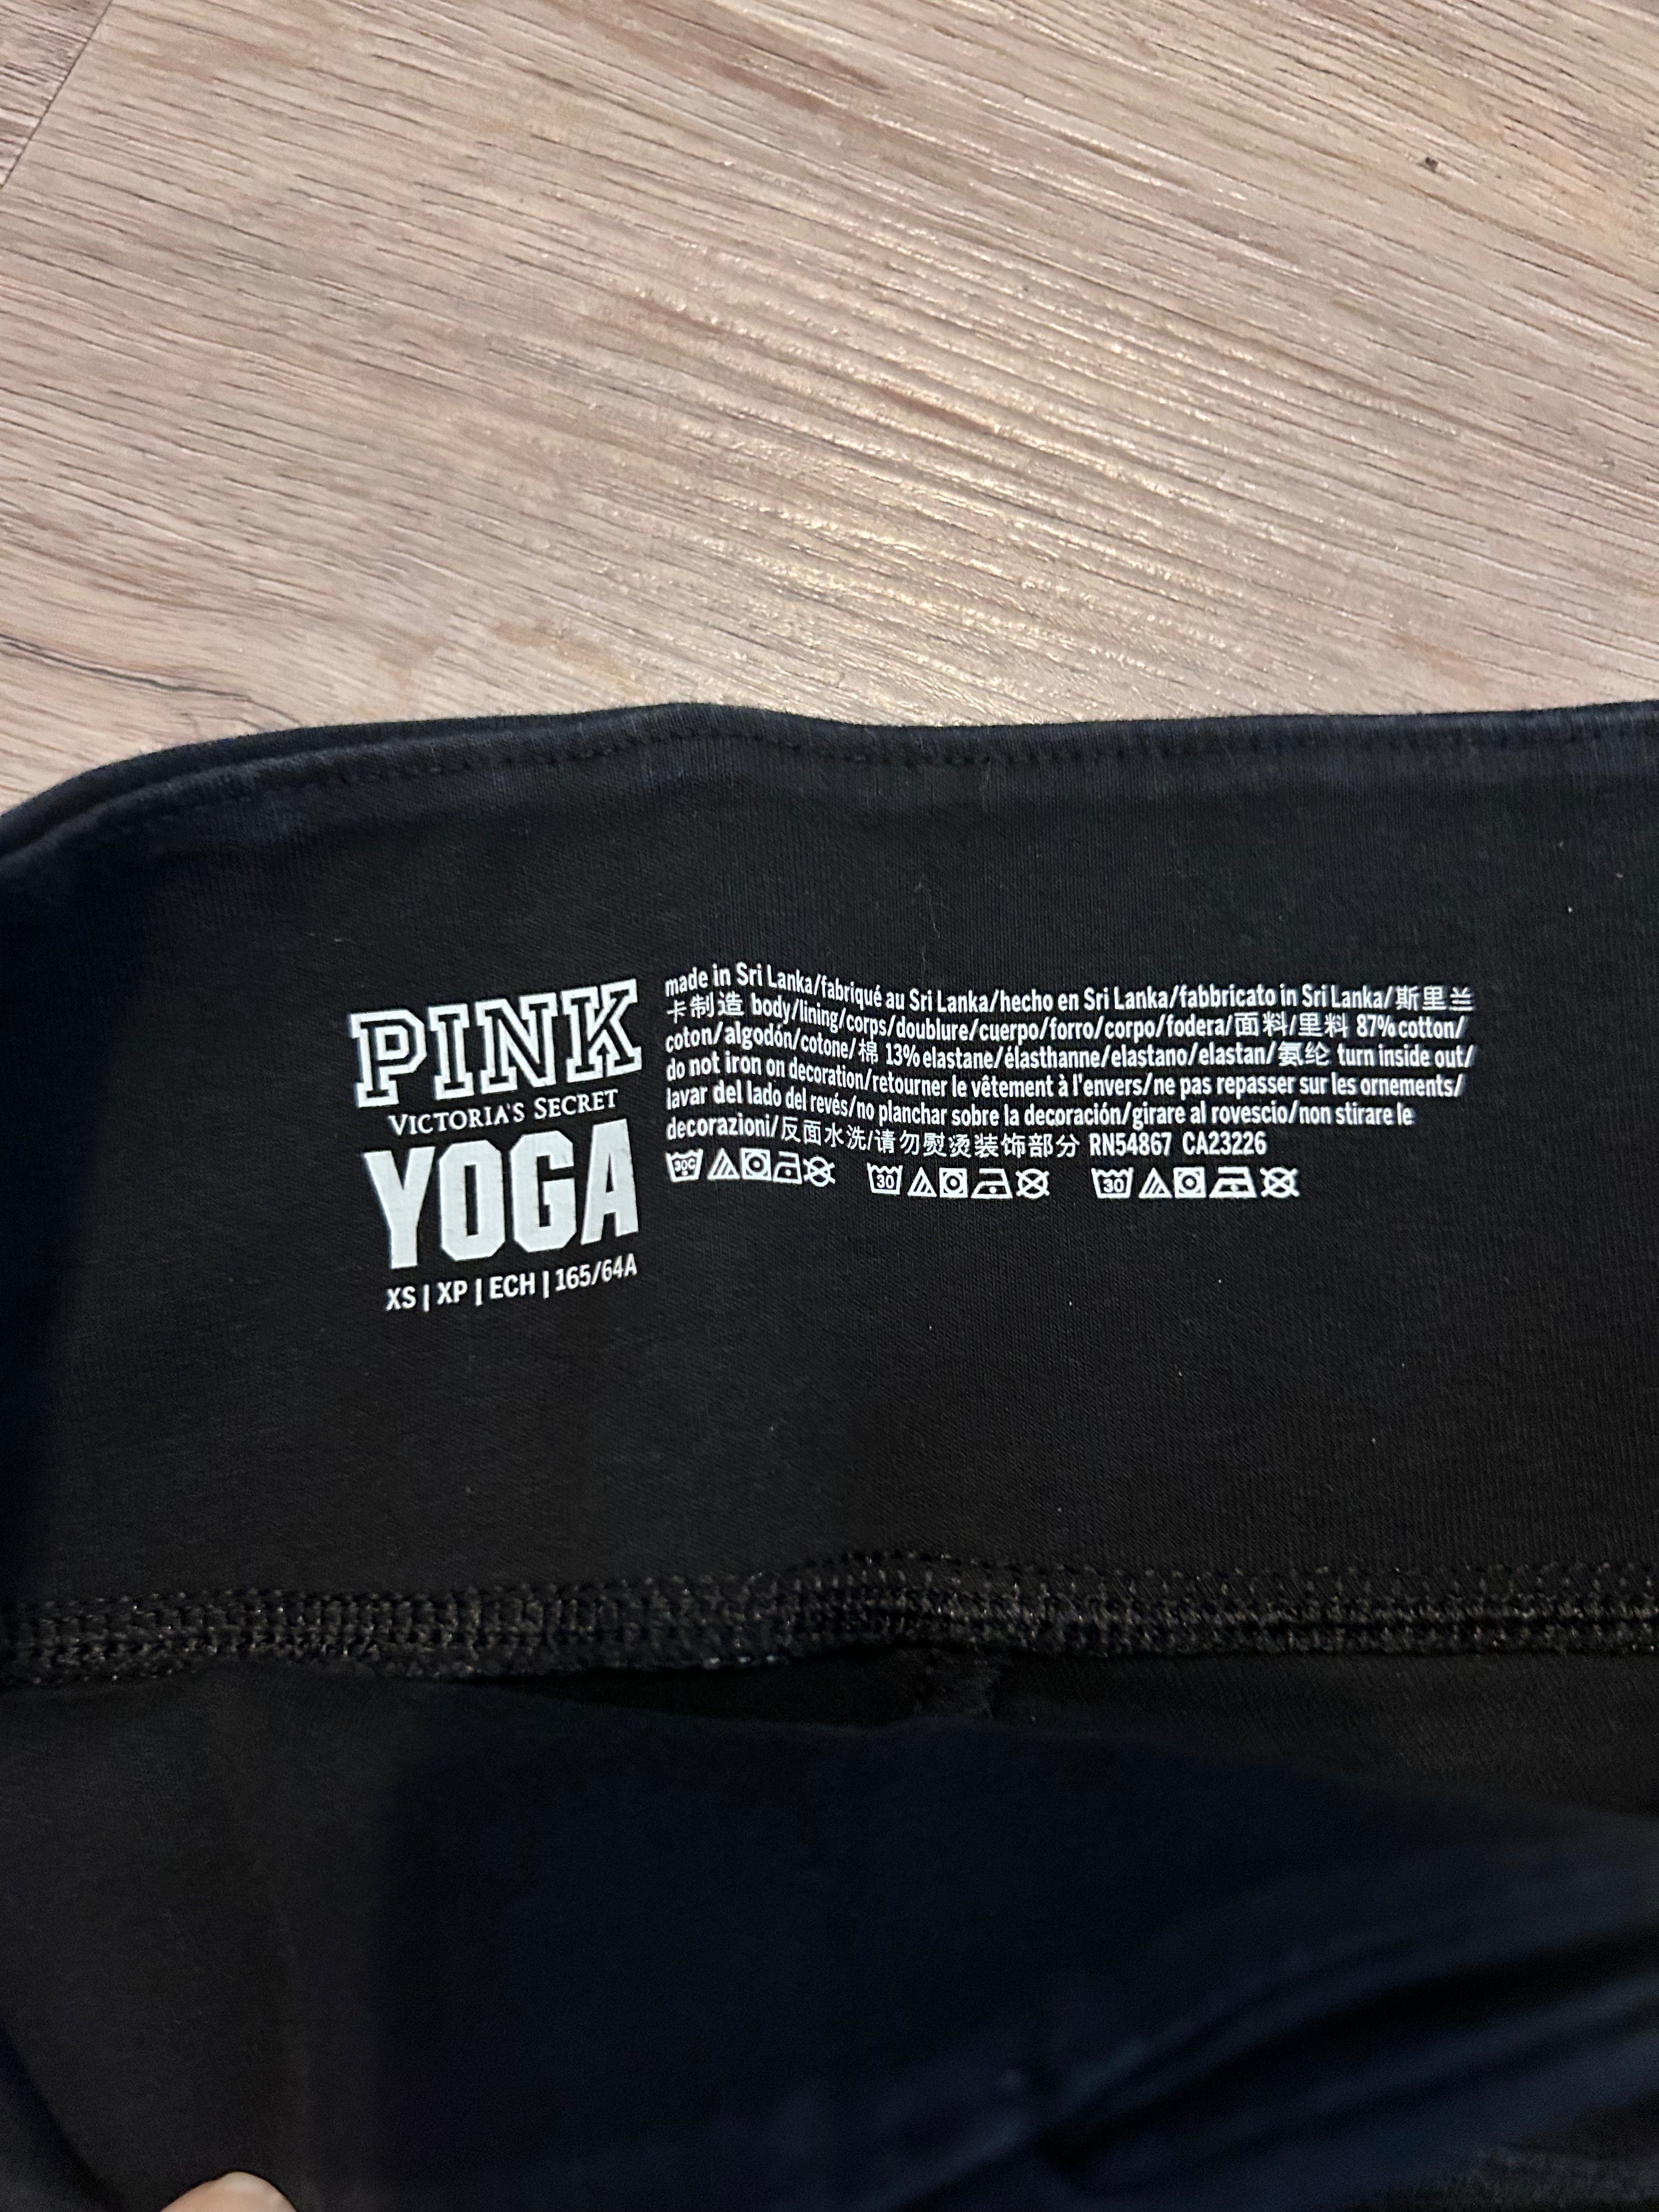 PINK
VICTORIA'S SECRET
YOGA
XS | XP | ECH | 165/64A
made in Sri Lanka/fabriqué au Sri Lanka/hecho en Sri Lanka/fabbricato in Sri Lanka/斯里兰
卡制造 body/lining/corps/doublure/cuerpo/forro/corpo/fodera/面料/里料 87% cotton/
coton/algodón/cotone/棉 13% elastane/élasthanne/elastano/elastan/氨纶 turn inside out/
do not iron on decoration/retourner le vêtement à l'envers/ne pas repasser sur les ornements/
lavar del lado del revés/no planchar sobre la decoración/girare al rovescio/non stirare le
decorazioni/反面水洗/请勿熨烫装饰部分 RN54867 CA23226
30C 30 30